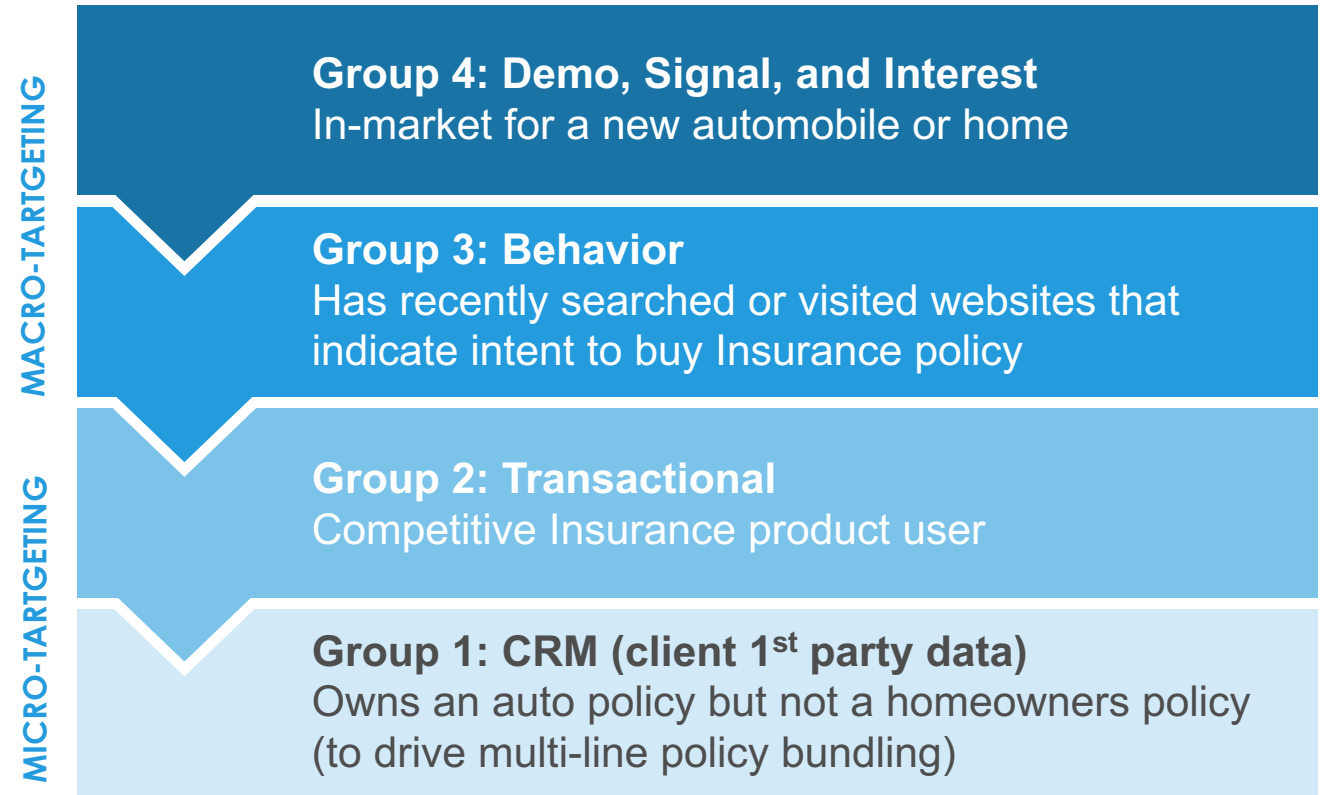 MACRO-TARTGETING
Group 4: Demo, Signal, and Interest
In-market for a new automobile or home
Group 3: Behavior
Has recently searched or visited websites that
indicate intent to buy Insurance policy
MICRO-TARTGETING
Group 2: Transactional
Competitive Insurance product user
Group 1: CRM (client 1st party data)
Owns an auto policy but not a homeowners policy
(to drive multi-line policy bundling)